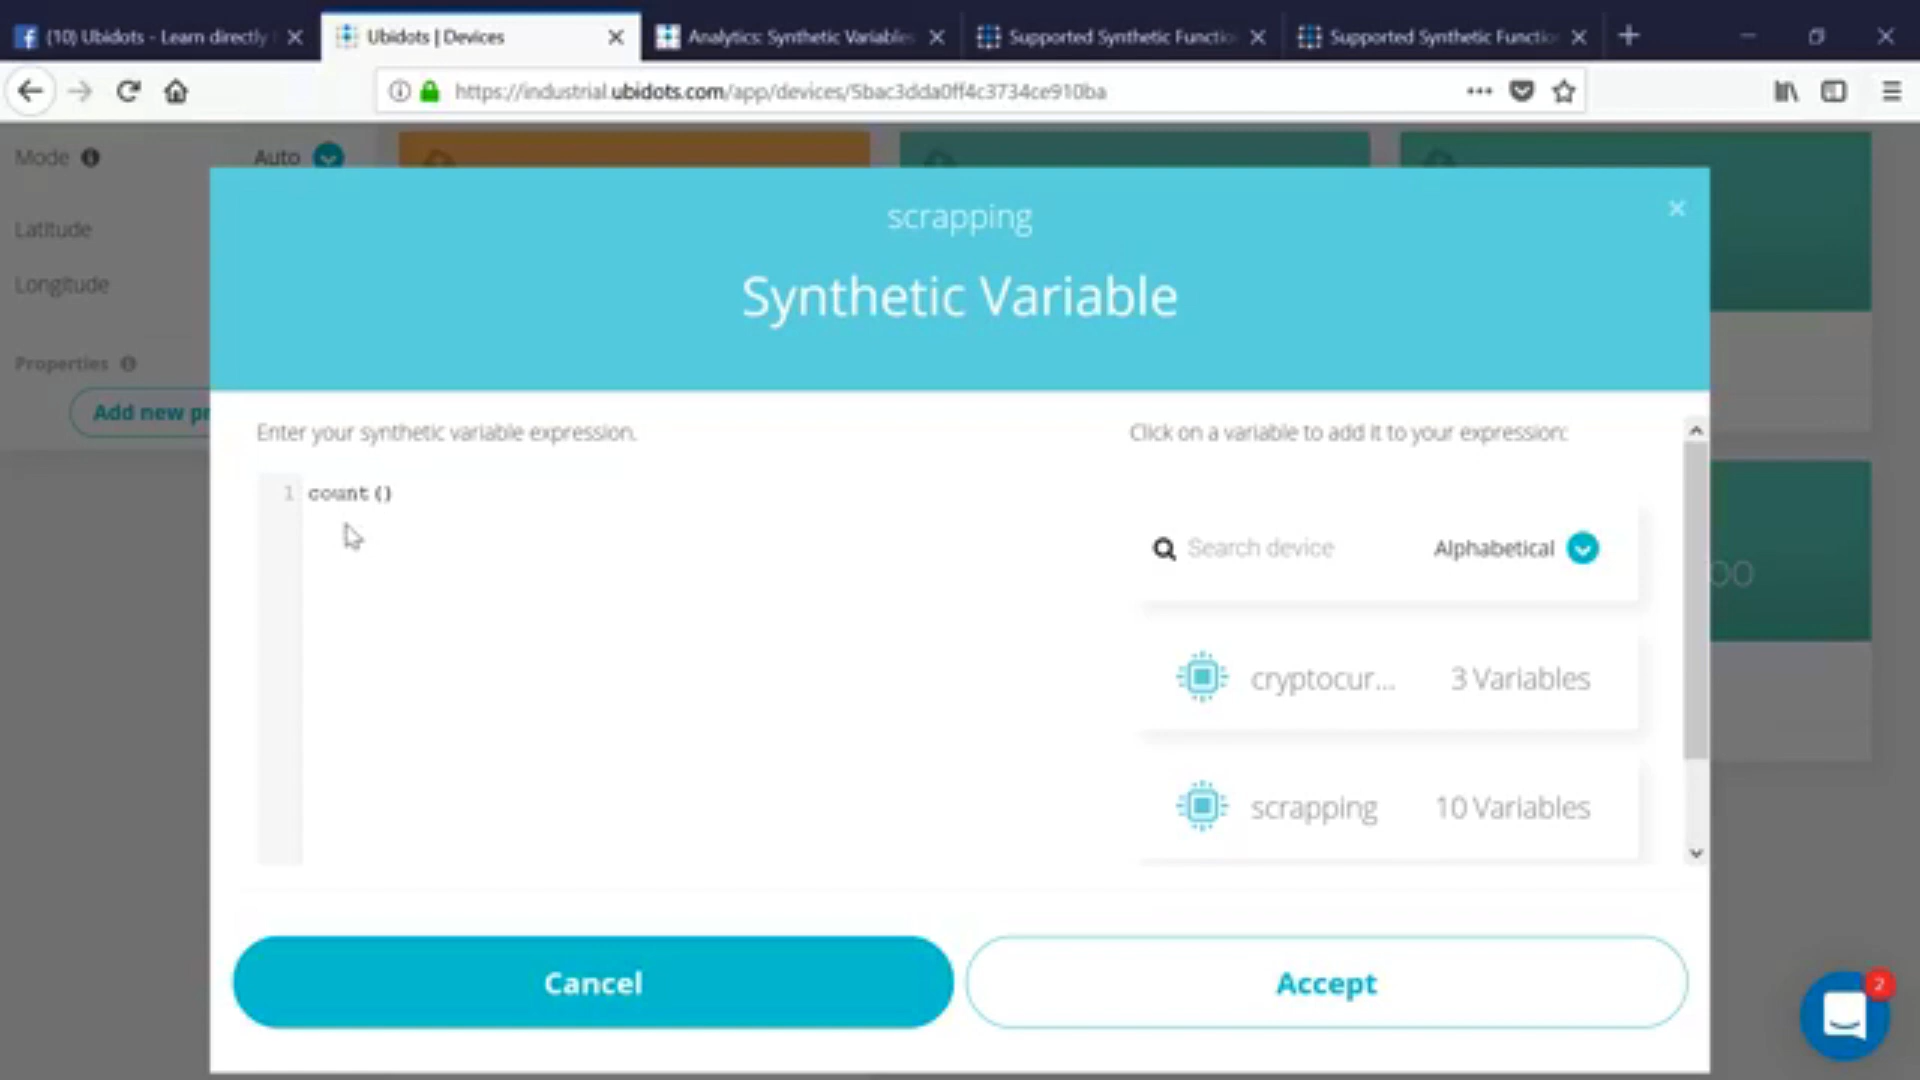 (10) Ubidots - Learn directly
Ubidots | Devices
Analytics: Synthetic Variables
Supported Synthetic Functio
Supported Synthetic Functio
https://industrial.ubidots.com/app/devices/5bac3dda0ff4c3734ce910ba
Mode
Auto
Latitude
Longitude
Properties
Add new pr
scrapping
Synthetic Variable
Enter your synthetic variable expression.
Click on a variable to add it to your expression:
1 count()
Search device
Alphabetical
cryptocur...
3 Variables
scrapping
10 Variables
00
Cancel
Accept
2